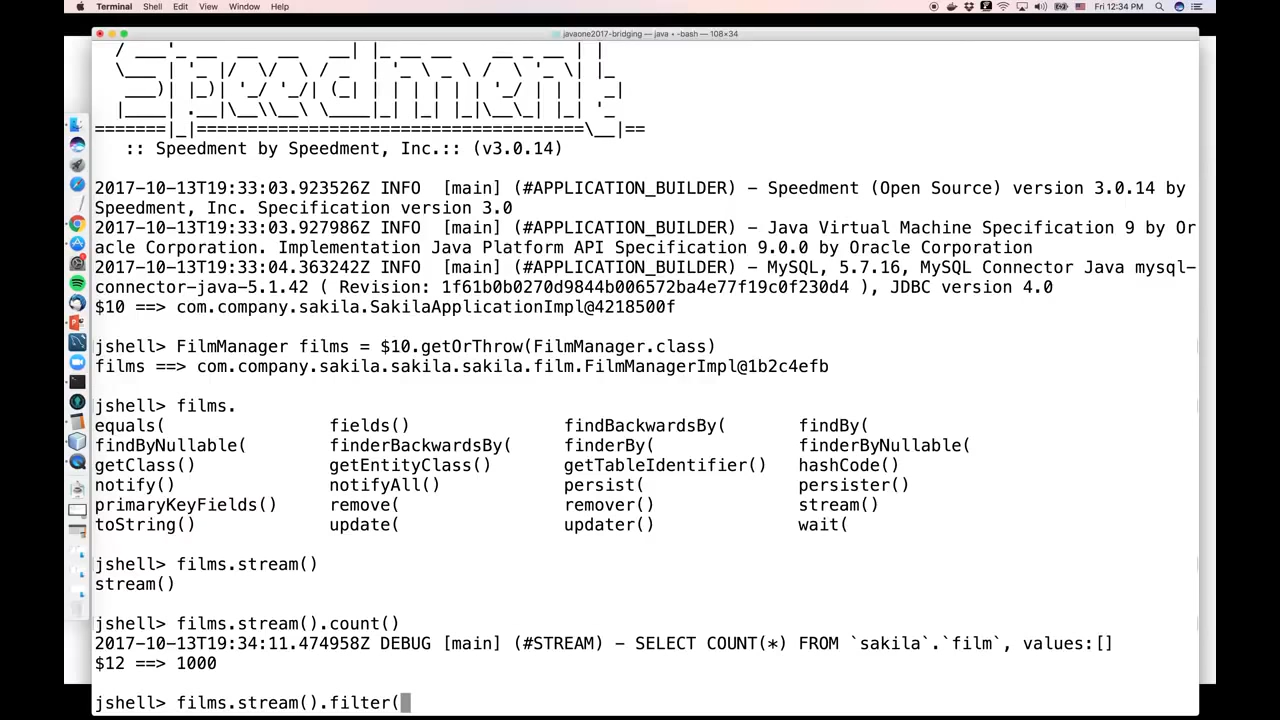 Terminal Shell Edit View Window Help Fri 12:34 PM
javaone2017-bridging — java • -bash — 108×34
Speedment
:: Speedment by Speedment, Inc.:: (v3.0.14)
2017-10-13T19:33:03.923526Z INFO  [main] (#APPLICATION_BUILDER) – Speedment (Open Source) version 3.0.14 by
Speedment, Inc. Specification version 3.0
2017-10-13T19:33:03.927986Z INFO  [main] (#APPLICATION_BUILDER) – Java Virtual Machine Specification 9 by Or
acle Corporation. Implementation Java Platform API Specification 9.0.0 by Oracle Corporation
2017-10-13T19:33:04.363242Z INFO  [main] (#APPLICATION_BUILDER) – MySQL, 5.7.16, MySQL Connector Java mysql-
connector-java-5.1.42 ( Revision: 1f61b0b0270d9844b006572ba4e77f19c0f230d4 ), JDBC version 4.0
$10 ==> com.company.sakila.SakilaApplicationImpl@4218500f
jshell> FilmManager films = $10.getOrThrow(FilmManager.class)
films ==> com.company.sakila.sakila.sakila.film.FilmManagerImpl@1b2c4efb
jshell> films.
equals( fields() findBackwardsBy( findBy(
findByNullable( finderBackwardsBy( finderBy( finderByNullable(
getClass() getEntityClass() getTableIdentifier() hashCode()
notify() notifyAll() persist( persister()
primaryKeyFields() remove( remover() stream()
toString() update( updater() wait(
jshell> films.stream()
stream()
jshell> films.stream().count()
2017-10-13T19:34:11.474958Z DEBUG [main] (#STREAM) – SELECT COUNT(*) FROM `sakila`.`film`, values:[]
$12 ==> 1000
jshell> films.stream().filter(